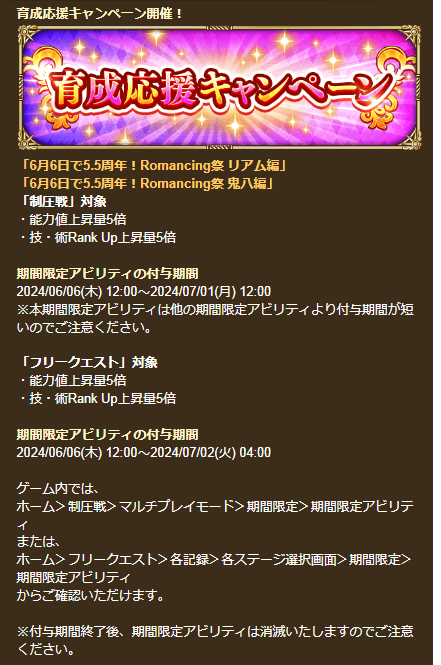 育成応援キャンペーン開催！
育成応援キャンペーン
「6月6日で5.5周年！Romancing祭 リアム編」
「6月6日で5.5周年！Romancing祭 鬼八編」
「制圧戦」対象
・能力値上昇量5倍
・技・術Rank Up上昇量5倍
期間限定アビリティの付与期間
2024/06/06(木) 12:00～2024/07/01(月) 12:00
※本期間限定アビリティは他の期間限定アビリティより付与期間が短
いのでご注意ください。
「フリークエスト」対象
・能力値上昇量5倍
・技・術Rank Up上昇量5倍
期間限定アビリティの付与期間
2024/06/06(木) 12:00～2024/07/02(火) 04:00
ゲーム内では、
ホーム＞制圧戦＞マルチプレイモード＞期間限定＞期間限定アビリテ
ィ
または、
ホーム＞フリークエスト＞各記録＞各ステージ選択画面＞期間限定＞
期間限定アビリティ
からご確認いただけます。
※付与期間終了後、期間限定アビリティは消滅いたしますのでご注意
ください。